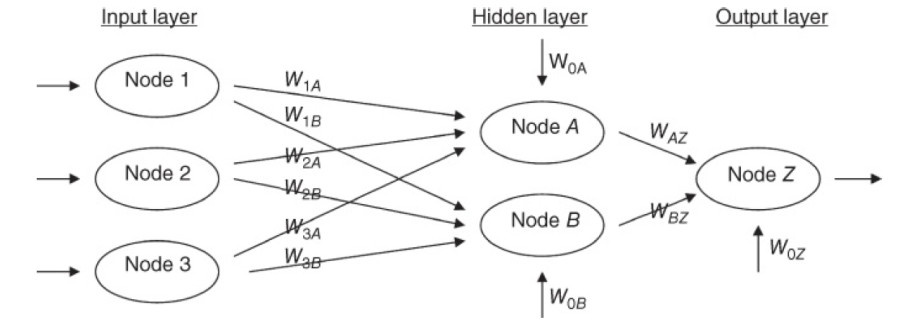 Input layer
Hidden layer
Output layer
W0A
Node 1
W1A
W1B
Node A
WAZ
Node 2
W2A
W2B
Node Z
Node B
WBZ
W3A
Node 3
W3B
W0Z
W0B